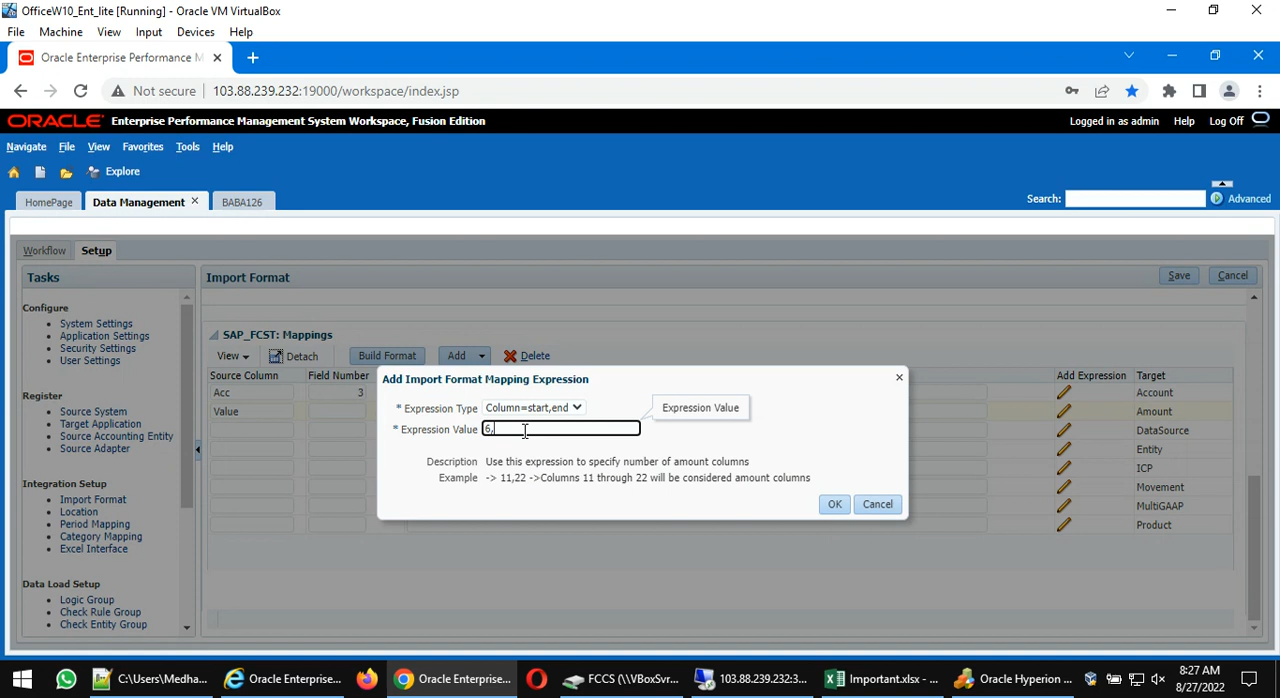 OfficeW10_Ent_lite [Running] - Oracle VM VirtualBox
File Machine View Input Devices Help
Oracle Enterprise Performance M
Not secure 103.88.239.232:19000/workspace/index.jsp
ORACLE Enterprise Performance Management System Workspace, Fusion Edition
Logged in as admin Help Log Off
Navigate File View Favorites Tools Help
Explore
HomePage Data Management BABA126
Search: Advanced
Workflow Setup
Tasks
Configure
System Settings
Application Settings
Security Settings
User Settings
Register
Source System
Target Application
Source Accounting Entity
Source Adapter
Integration Setup
Import Format
Location
Period Mapping
Category Mapping
Excel Interface
Data Load Setup
Logic Group
Check Rule Group
Check Entity Group
Import Format Save Cancel
SAP_FCST: Mappings
View Detach Build Format Add Delete
Source Column Field Number Add Expression Target
Acc 3 Account
Value Amount
DataSource
Entity
ICP
Movement
MultiGAAP
Product
Add Import Format Mapping Expression
* Expression Type Column=start,end
Expression Value
* Expression Value 6,
Description Use this expression to specify number of amount columns
Example -> 11,22 ->Columns 11 through 22 will be considered amount columns
OK Cancel
C:\Users\Medha... Oracle Enterprise... Oracle Enterprise... FCCS (\\VBoxSvr... 103.88.239.232:3... Important.xlsx - ... Oracle Hyperion ...
8:27 AM
8/27/2022